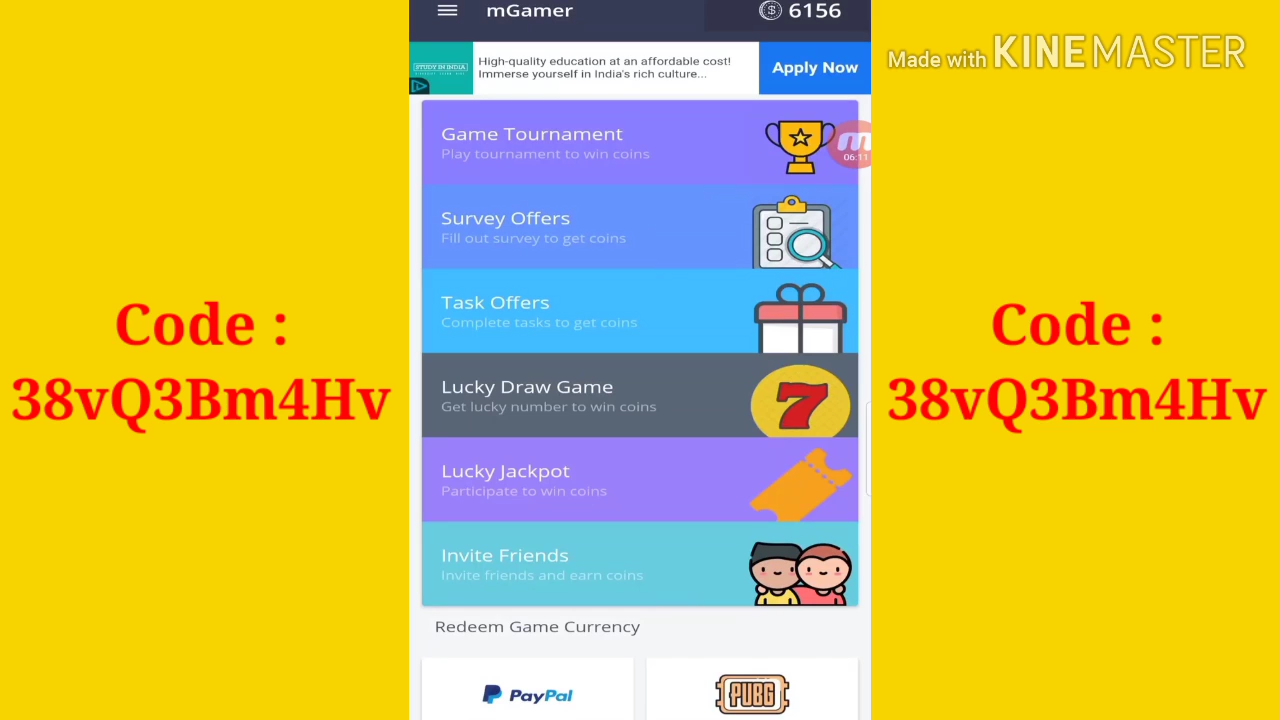 mGamer
6156
Made with KINEMASTER
STUDY IN INDIA
High-quality education at an affordable cost!
Immerse yourself in India's rich culture...
Apply Now
Game Tournament
Play tournament to win coins
06:11
Survey Offers
Fill out survey to get coins
Task Offers
Complete tasks to get coins
Code :
38vQ3Bm4Hv
Lucky Draw Game
Get lucky number to win coins
7
Code :
38vQ3Bm4Hv
Lucky Jackpot
Participate to win coins
Invite Friends
Invite friends and earn coins
Redeem Game Currency
PayPal
PUBG